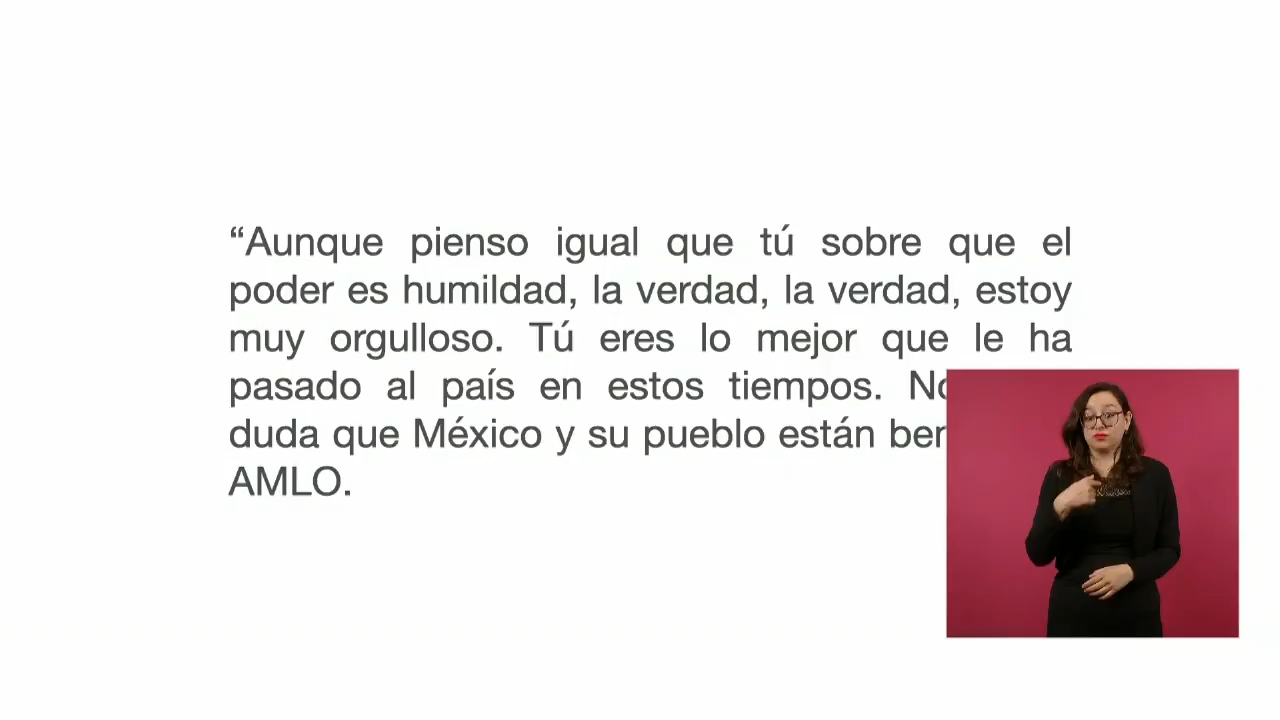 “Aunque pienso igual que tú sobre que el
poder es humildad, la verdad, la verdad, estoy
muy orgulloso. Tú eres lo mejor que le ha
pasado al país en estos tiempos.
duda que México y su pueblo están
AMLO.